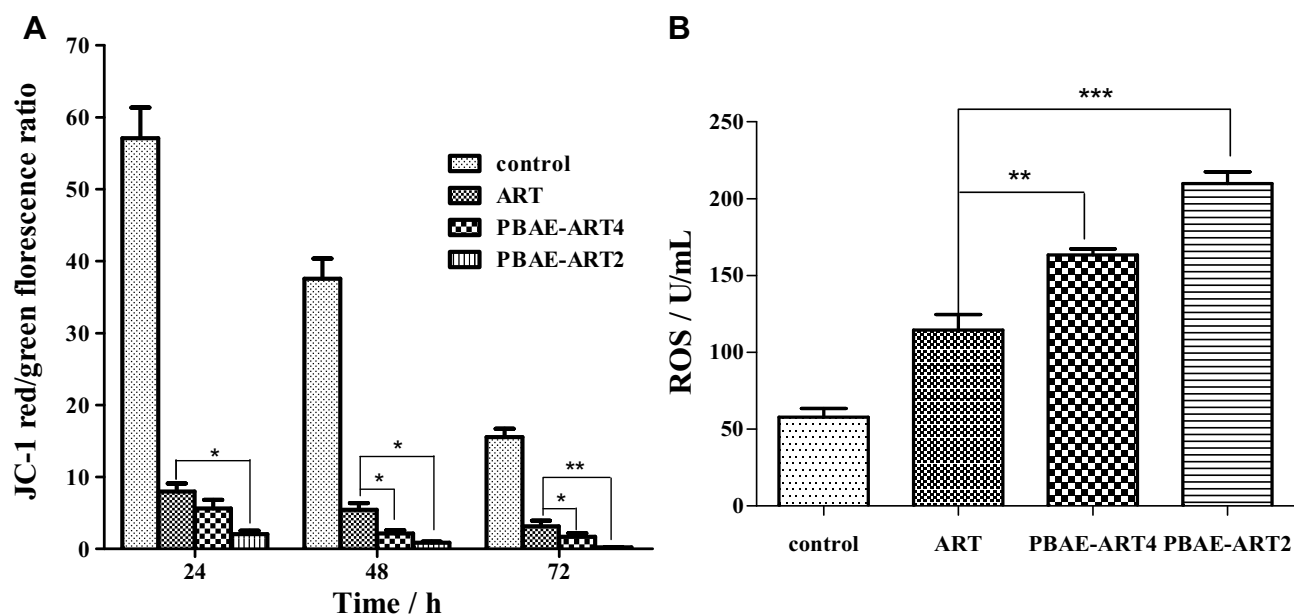 A
JC-1 red/green florescence ratio
70
60
50
40
30
20
10
0
control
ART
PBAE-ART4
PBAE-ART2
*
*
*
**
*
24
48
72
Time / h
B
ROS / U/mL
250
200
150
100
50
0
***
**
control
ART
PBAE-ART4
PBAE-ART2